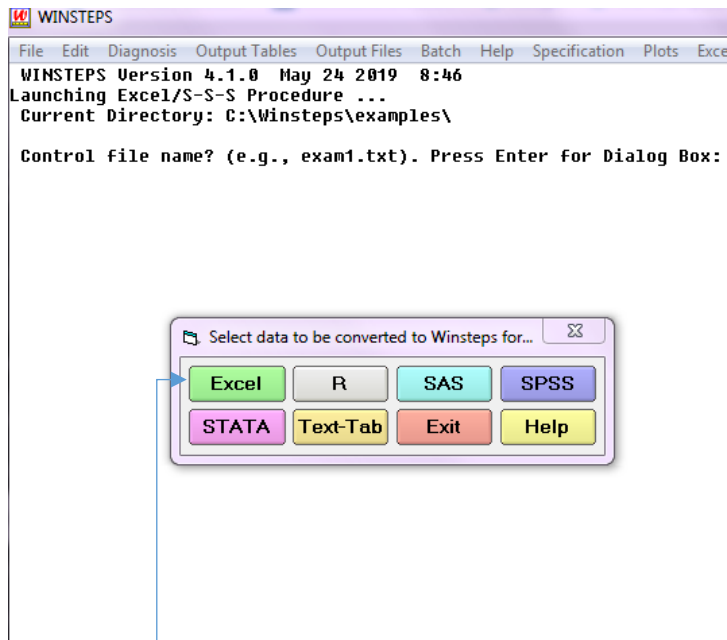 WINSTEPS
File Edit Diagnosis Output Tables Output Files Batch Help Specification Plots Exce
WINSTEPS Version 4.1.0 May 24 2019 8:46
Launching Excel/S-S-S Procedure ...
Current Directory: C:\Winsteps\examples\
Control file name? (e.g., exam1.txt). Press Enter for Dialog Box:
Select data to be converted to Winsteps for...
Excel R SAS SPSS
STATA Text-Tab Exit Help